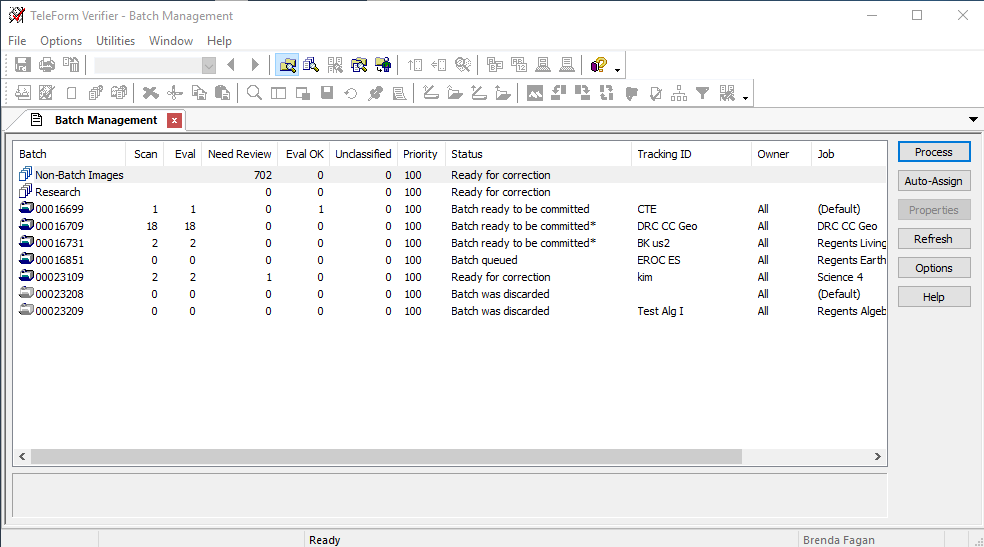 TeleForm Verifier - Batch Management
File Options Utilities Window Help
Batch Management
Batch Scan Eval Need Review Eval OK Unclassified Priority Status Tracking ID Owner Job
Non-Batch Images 702 0 0 100 Ready for correction
Research 0 0 0 100 Ready for correction
00016699 1 1 0 1 0 100 Batch ready to be committed CTE All (Default)
00016709 18 18 0 0 0 100 Batch ready to be committed* DRC CC Geo All DRC CC Geo
00016731 2 2 0 0 0 100 Batch ready to be committed* BK us2 All Regents Living
00016851 0 0 0 0 0 100 Batch queued EROC ES All Regents Earth
00023109 2 2 1 0 0 100 Ready for correction kim All Science 4
00023208 0 0 0 0 0 100 Batch was discarded All (Default)
00023209 0 0 0 0 0 100 Batch was discarded Test Alg I All Regents Algeb
Process
Auto-Assign
Properties
Refresh
Options
Help
Ready Brenda Fagan